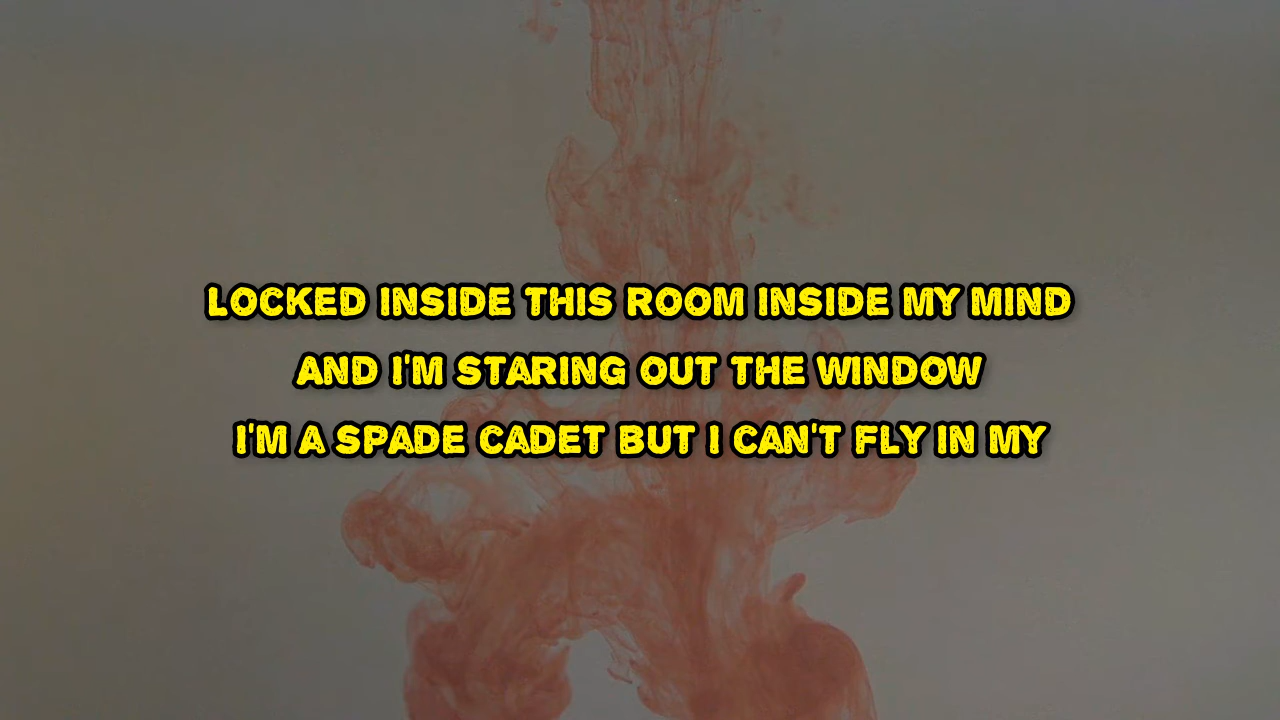 LOCKED INSIDE THIS ROOM INSIDE MY MIND
AND I'M STARING OUT THE WINDOW
I'M A SPADE CADET BUT I CAN'T FLY IN MY